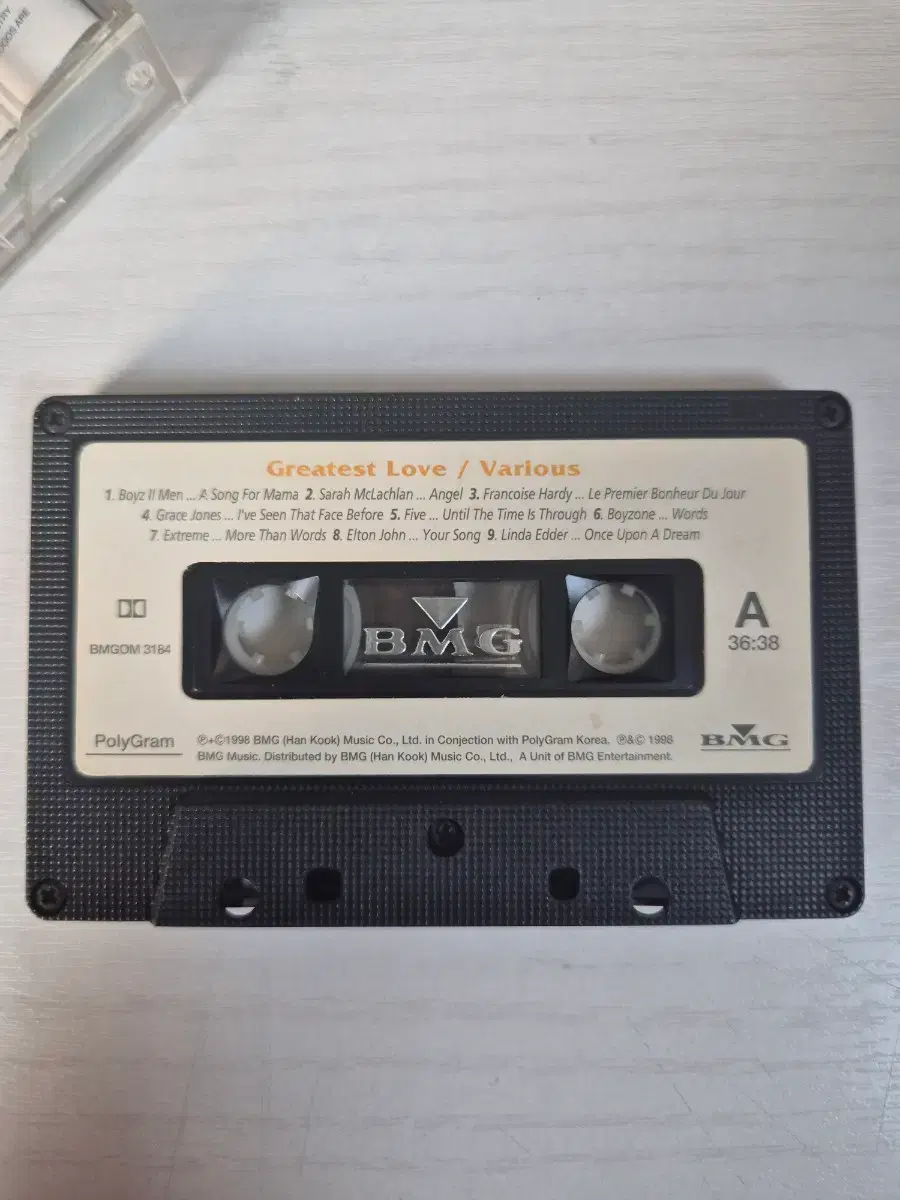 OGOS ARE
Greatest Love / Various
1. Boyz II Men ... A Song For Mama 2. Sarah McLachlan ... Angel 3. Francoise Hardy ... Le Premier Bonheur Du Jour
4. Grace Jones ... I've Seen That Face Before 5. Five ... Until The Time Is Through 6. Boyzone ... Words
7. Extreme ... More Than Words 8. Elton John ... Your Song 9. Linda Edder ... Once Upon A Dream
BMGOM 3184
BMG
A
36:38
PolyGram
℗+©1998 BMG (Han Kook) Music Co., Ltd. in Conjection with PolyGram Korea. ℗&© 1998
BMG Music. Distributed by BMG (Han Kook) Music Co., Ltd., A Unit of BMG Entertainment.
BMG